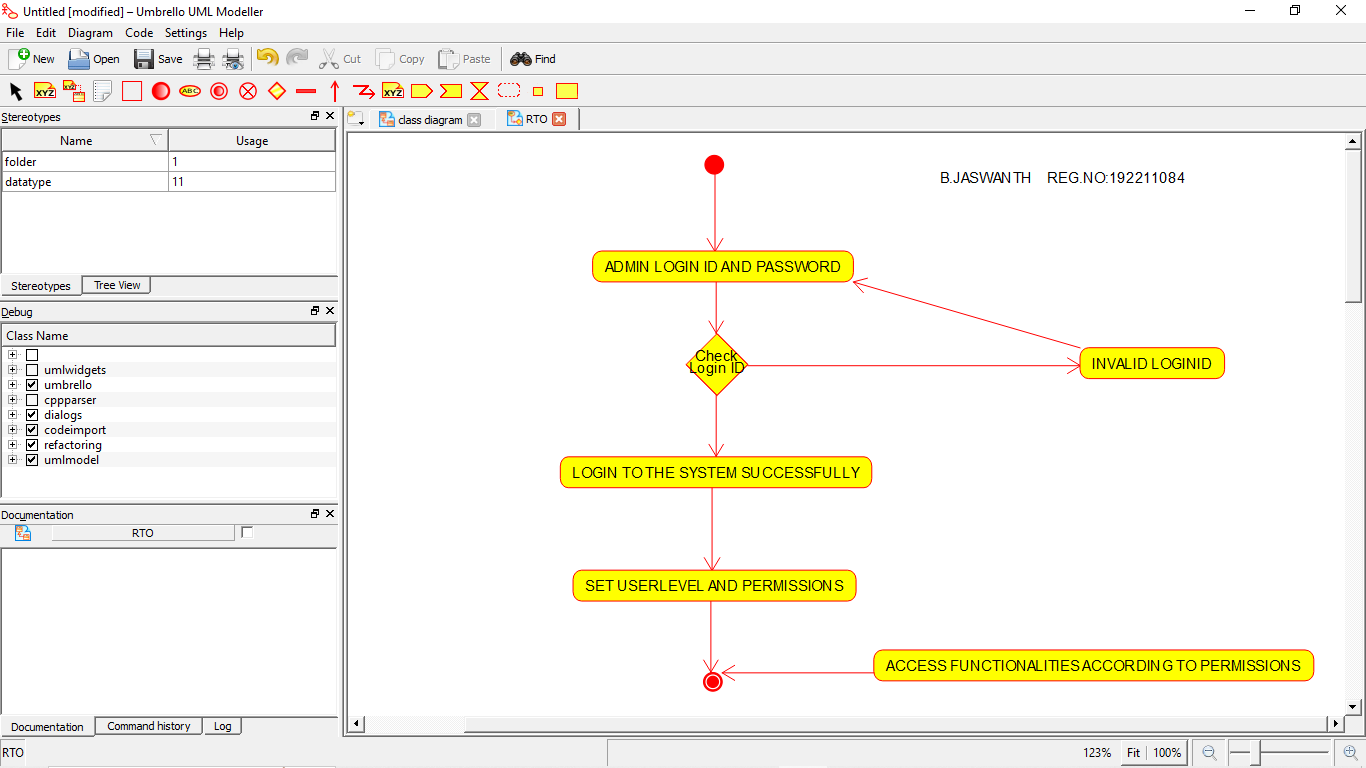 Untitled [modified] – Umbrello UML Modeller
File Edit Diagram Code Settings Help
New Open Save Cut Copy Paste Find
XYZ XYZ ABC XYZ
Stereotypes
class diagram RTO
Name Usage
folder 1
datatype 11
Stereotypes Tree View
Debug
Class Name
umlwidgets
umbrello
cppparser
dialogs
codeimport
refactoring
umlmodel
Documentation
RTO
Documentation Command history Log
B.JASWANTH REG.NO:192211084
ADMIN LOGIN ID AND PASSWORD
Check
Login ID
INVALID LOGINID
LOGIN TO THE SYSTEM SUCCESSFULLY
SET USERLEVEL AND PERMISSIONS
ACCESS FUNCTIONALITIES ACCORDING TO PERMISSIONS
RTO 123% Fit 100%